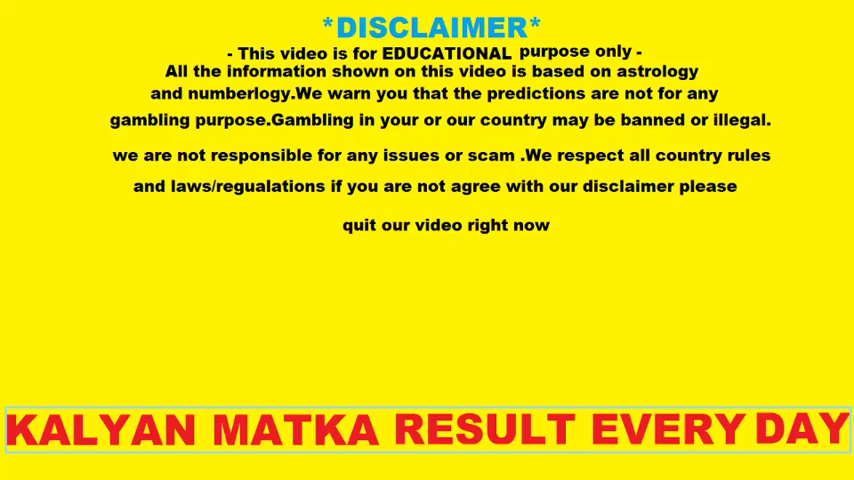 *DISCLAIMER*
- This video is for EDUCATIONAL purpose only -
All the information shown on this video is based on astrology
and numberlogy.We warn you that the predictions are not for any
gambling purpose.Gambling in your or our country may be banned or illegal.
we are not responsible for any issues or scam .We respect all country rules
and laws/regualations if you are not agree with our disclaimer please
quit our video right now
KALYAN MATKA RESULT EVERY DAY